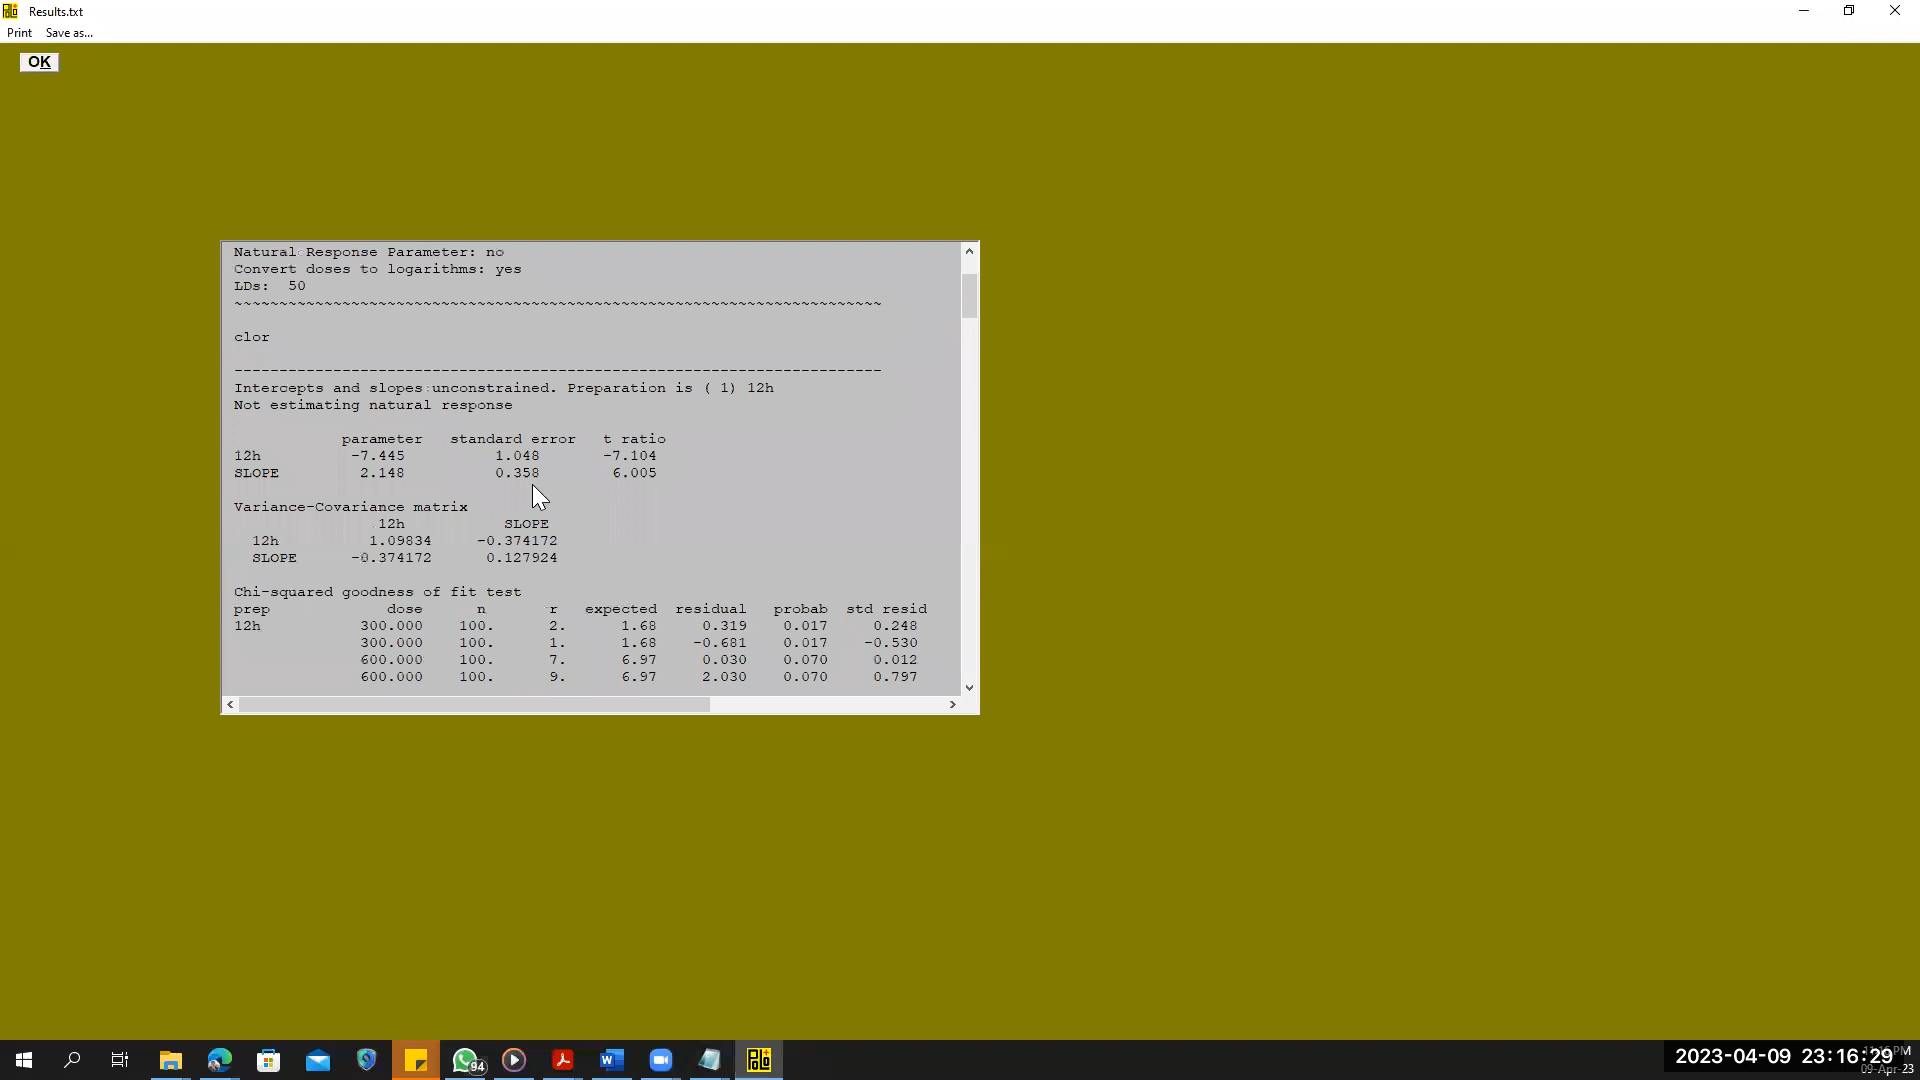 Results.txt
Print Save as...
OK
Natural Response Parameter: no
Convert doses to logarithms: yes
LDs: 50
~~~~~~~~~~~~~~~~~~~~~~~~~~~~~~~~~~~~~~~~~~~~~~~~~~~~~~~~~~~~~~~~~~~~~~~~
clor
------------------------------------------------------------------------
Intercepts and slopes unconstrained. Preparation is ( 1) 12h
Not estimating natural response
parameter standard error t ratio
12h -7.445 1.048 -7.104
SLOPE 2.148 0.358 6.005
Variance-Covariance matrix
12h SLOPE
12h 1.09834 -0.374172
SLOPE -0.374172 0.127924
Chi-squared goodness of fit test
prep dose n r expected residual probab std resid
12h 300.000 100. 2. 1.68 0.319 0.017 0.248
300.000 100. 1. 1.68 -0.681 0.017 -0.530
600.000 100. 7. 6.97 0.030 0.070 0.012
600.000 100. 9. 6.97 2.030 0.070 0.797
94
2023-04-09 23:16:29
09-Apr-23